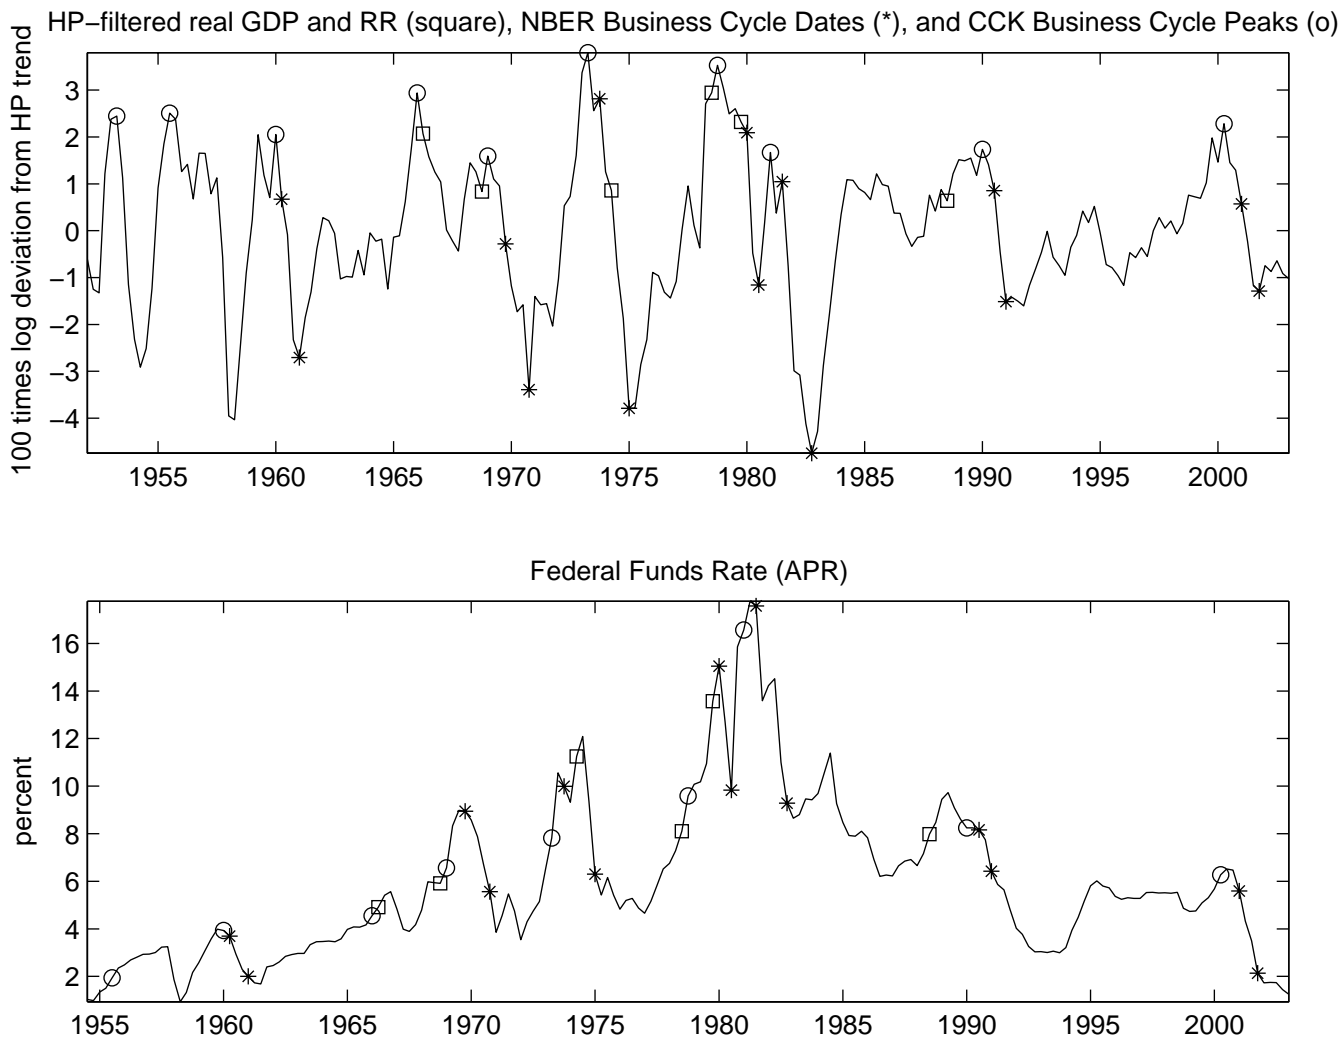 HP−filtered real GDP and RR (square), NBER Business Cycle Dates (*), and CCK Business Cycle Peaks (o)
100 times log deviation from HP trend
3
2
1
0
−1
−2
−3
−4
1955 1960 1965 1970 1975 1980 1985 1990 1995 2000
Federal Funds Rate (APR)
percent
16
14
12
10
8
6
4
2
1955 1960 1965 1970 1975 1980 1985 1990 1995 2000